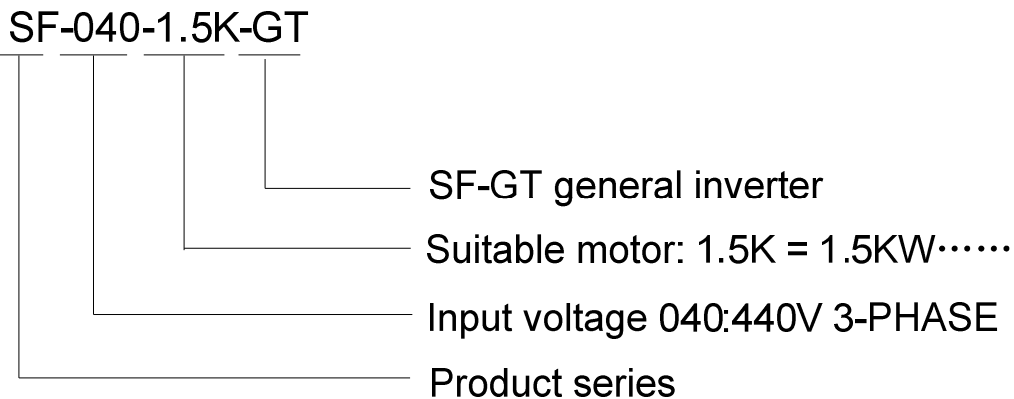 SF-040-1.5K-GT
SF-GT general inverter
Suitable motor: 1.5K = 1.5KW⋯⋯
Input voltage 040:440V 3-PHASE
Product series